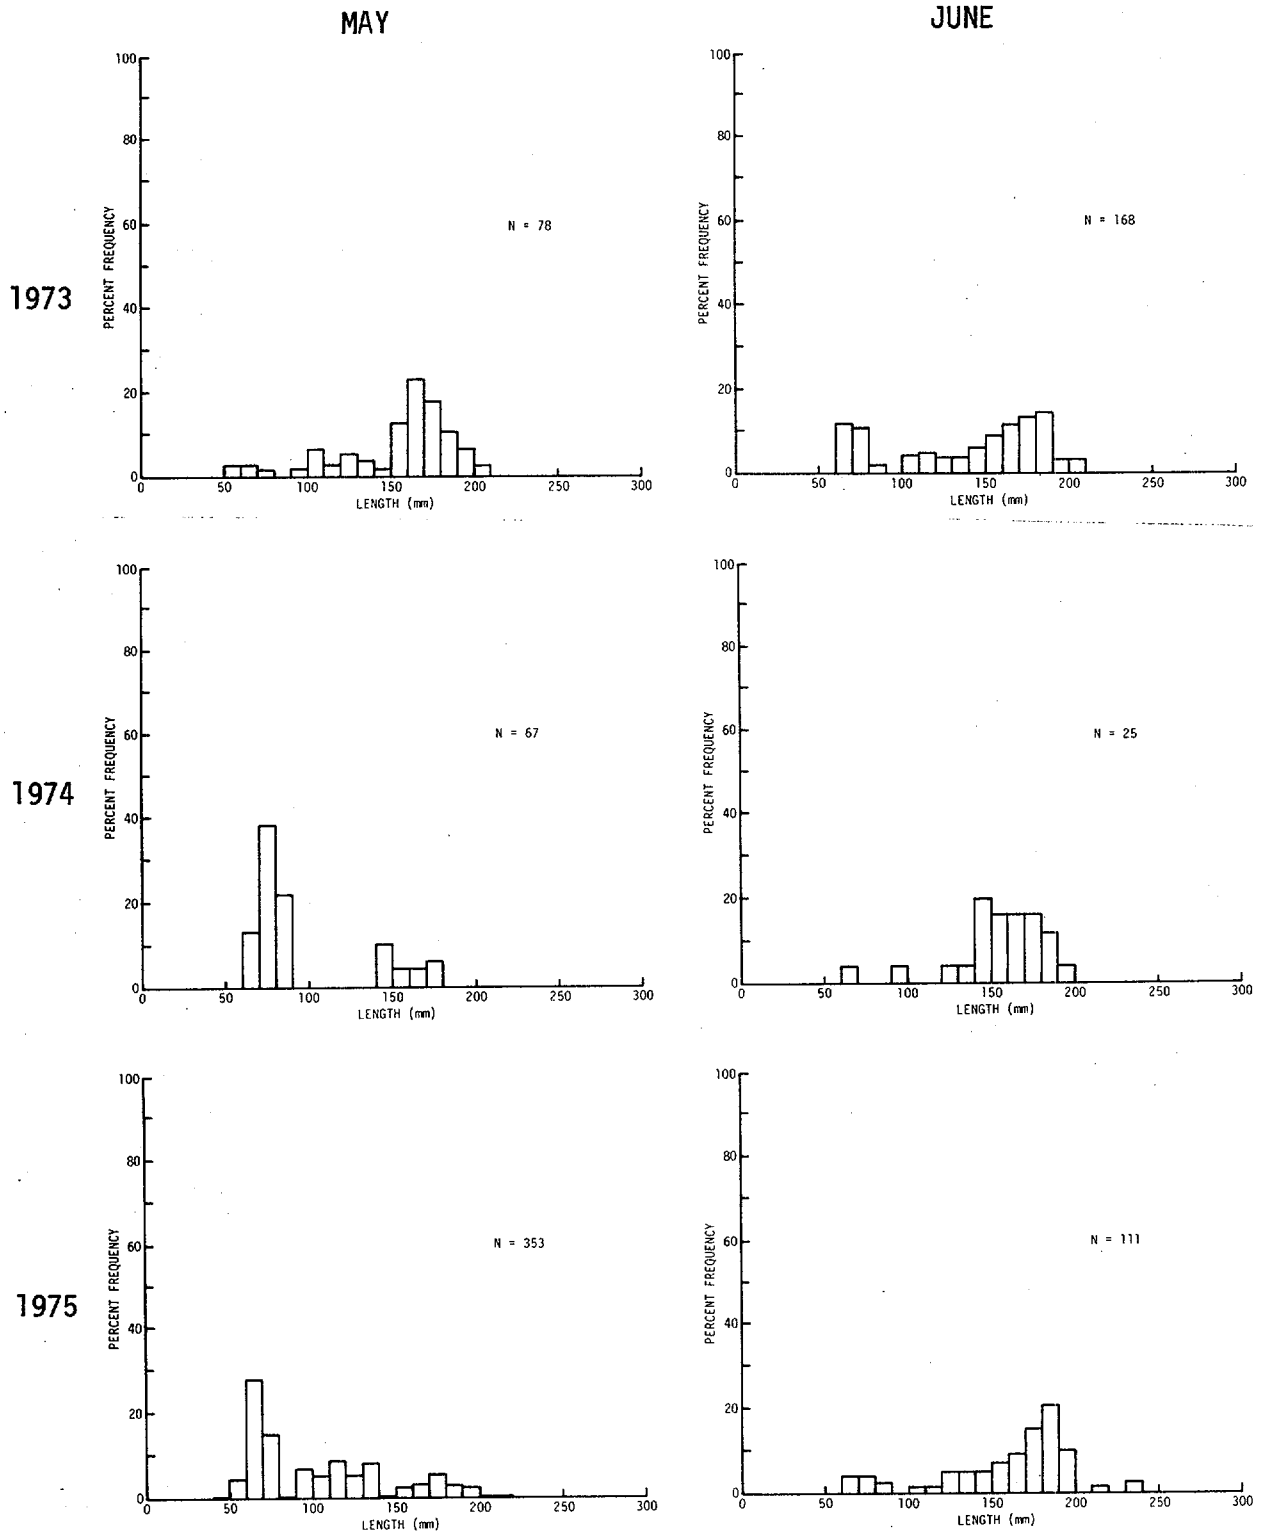 MAY
JUNE
1973
PERCENT FREQUENCY
100
80
60
40
20
0
N = 78
0 50 100 150 200 250 300
LENGTH (mm)
PERCENT FREQUENCY
100
80
60
40
20
0
N = 168
0 50 100 150 200 250 300
LENGTH (mm)
1974
PERCENT FREQUENCY
100
80
60
40
20
0
N = 67
0 50 100 150 200 250 300
LENGTH (mm)
PERCENT FREQUENCY
100
80
60
40
20
0
N = 25
0 50 100 150 200 250 300
LENGTH (mm)
1975
PERCENT FREQUENCY
100
80
60
40
20
0
N = 353
0 50 100 150 200 250 300
LENGTH (mm)
PERCENT FREQUENCY
100
80
60
40
20
0
N = 111
0 50 100 150 200 250 300
LENGTH (mm)